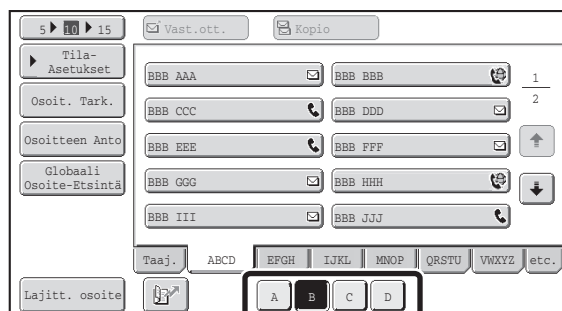 5 10 15
Vast.ott.
Kopio
Tila-
Asetukset
Osoit. Tark.
Osoitteen Anto
Globaali
Osoite-Etsintä
Lajitt. osoite
BBB AAA
BBB BBB
BBB CCC
BBB DDD
BBB EEE
BBB FFF
BBB GGG
BBB HHH
BBB III
BBB JJJ
1
2
Taaj. ABCD EFGH IJKL MNOP QRSTU VWXYZ etc.
A B C D